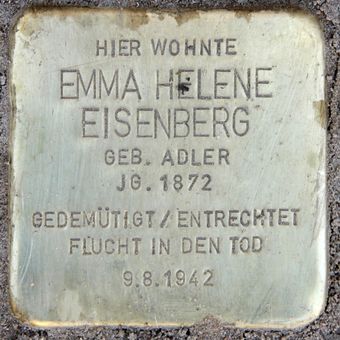 HIER WOHNTE
EMMA HELENE
EISENBERG
GEB. ADLER
JG. 1872
GEDEMÜTIGT / ENTRECHTET
FLUCHT IN DEN TOD
9.8.1942